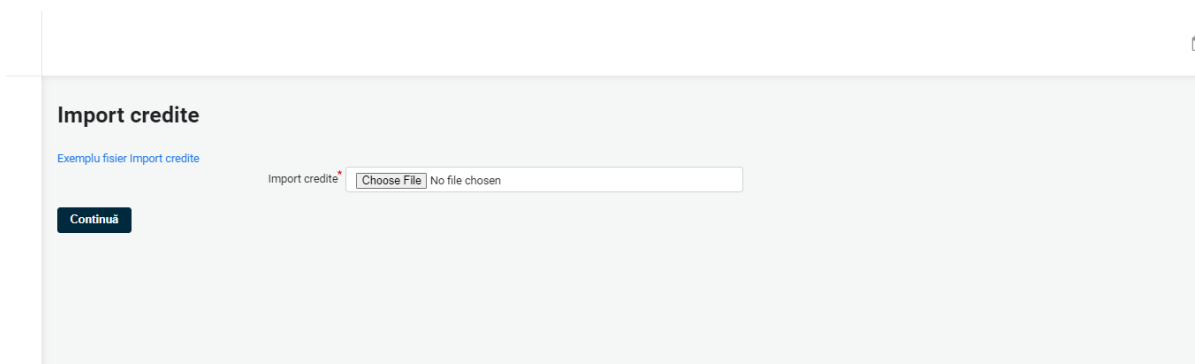 Import credite
Exemplu fisier Import credite
Import credite* Choose File No file chosen
Continuă